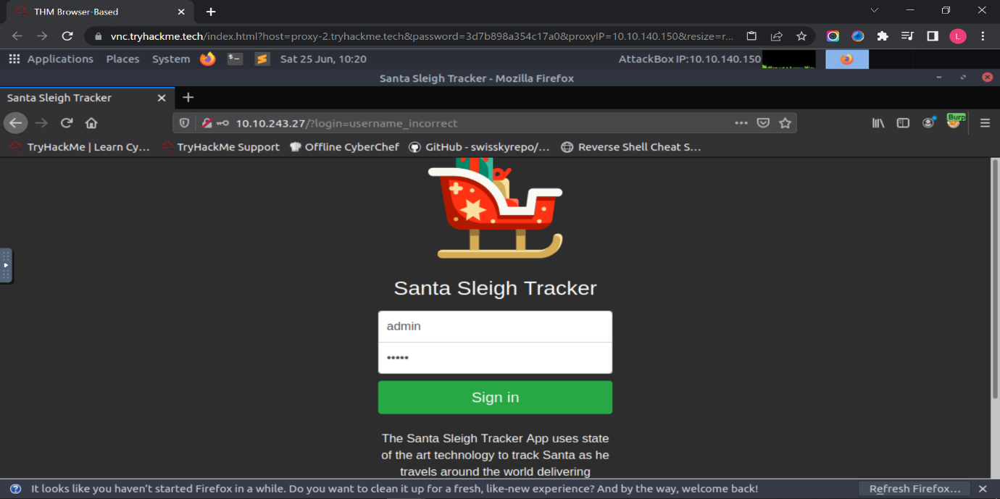 THM Browser-Based
vnc.tryhackme.tech/index.html?host=proxy-2.tryhackme.tech&password=3d7b898a354c17a0&proxyIP=10.10.140.150&resize=r...
L
Applications Places System $- S Sat 25 Jun, 10:20 AttackBox IP:10.10.140.150
Santa Sleigh Tracker - Mozilla Firefox
Santa Sleigh Tracker
10.10.243.27/?login=username_incorrect
Burp
TryHackMe | Learn Cy... TryHackMe Support Offline CyberChef GitHub - swisskyrepo/... Reverse Shell Cheat S...
Santa Sleigh Tracker
admin
•••••
Sign in
The Santa Sleigh Tracker App uses state
of the art technology to track Santa as he
travels around the world delivering
It looks like you haven't started Firefox in a while. Do you want to clean it up for a fresh, like-new experience? And by the way, welcome back! Refresh Firefox...